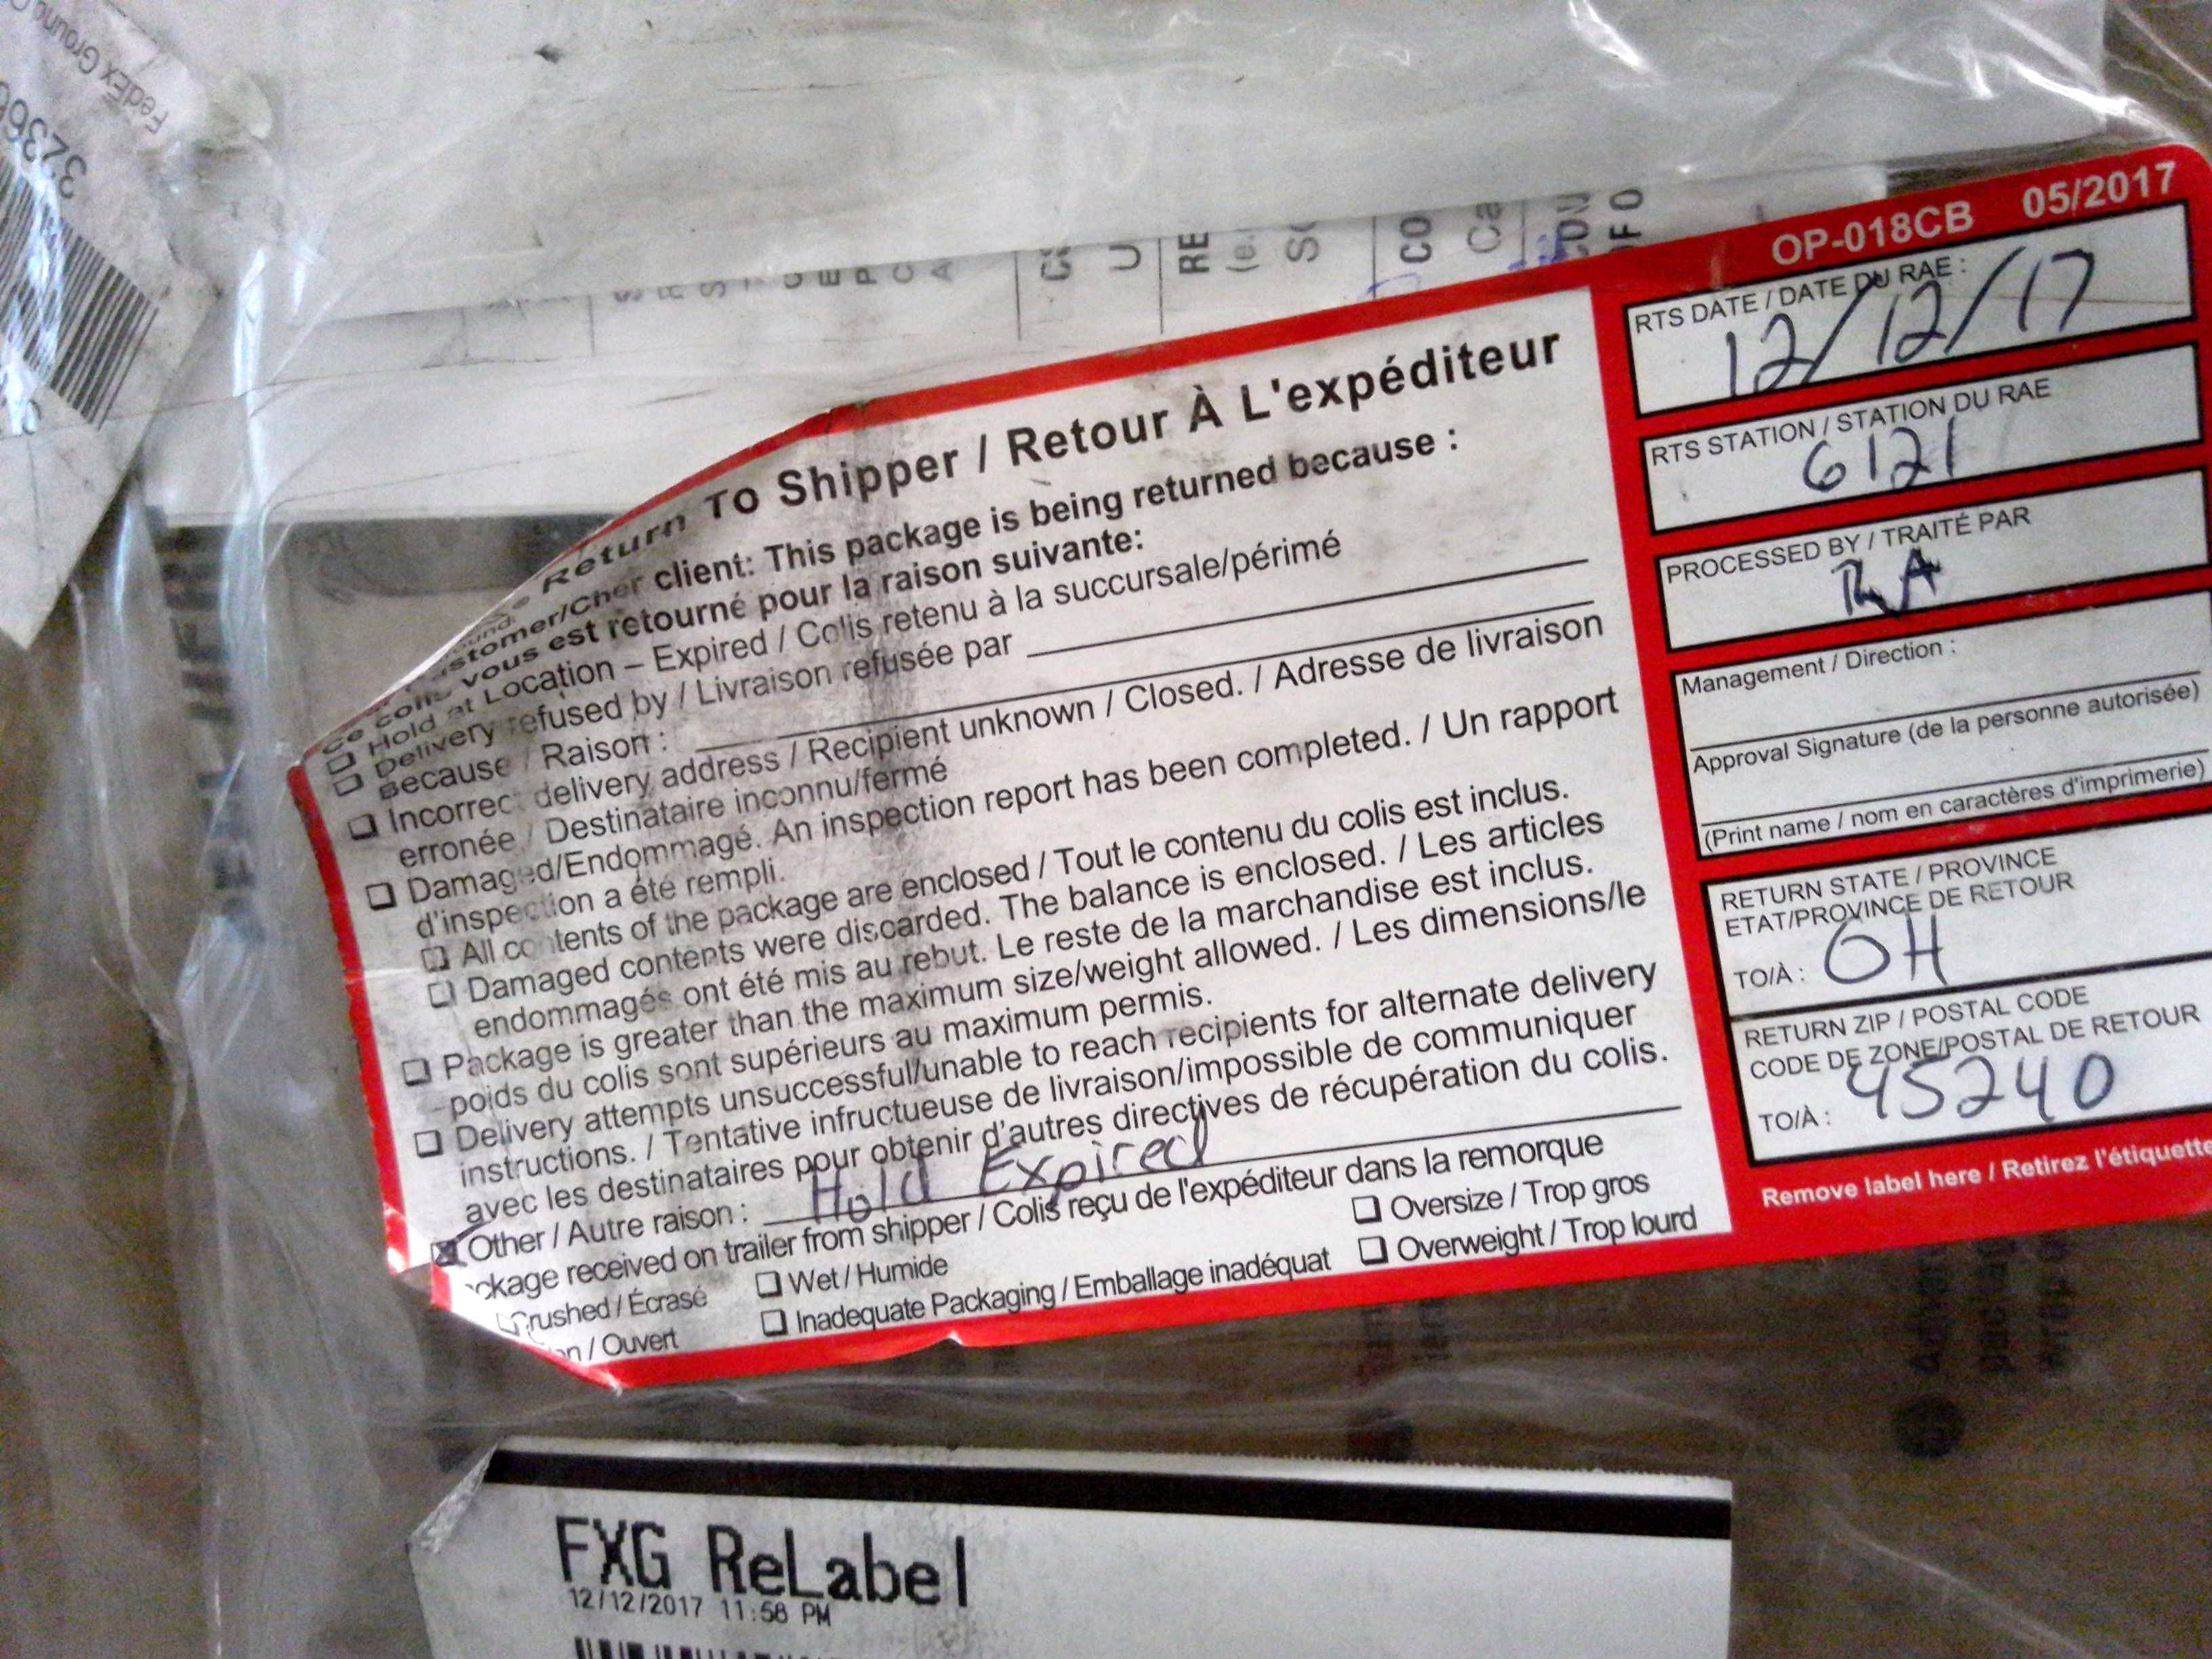 FedEx Ground
OP-018CB 05/2017
Return To Shipper / Retour À L'expéditeur
client: This package is being returned because :
vous est retourné pour la raison suivante:
❏ Hold at Location – Expired / Colis retenu à la succursale/périmé
❏ Delivery refused by / Livraison refusée par
Because / Raison :
❏ Incorrect delivery address / Recipient unknown / Closed. / Adresse de livraison
erronée / Destinataire inconnu/fermé
❏ Damaged/Endommagé. An inspection report has been completed. / Un rapport
d'inspection a été rempli.
❏ All contents of the package are enclosed / Tout le contenu du colis est inclus.
❏ Damaged contents were discarded. The balance is enclosed. / Les articles
endommagés ont été mis au rebut. Le reste de la marchandise est inclus.
❏ Package is greater than the maximum size/weight allowed. / Les dimensions/le
poids du colis sont supérieurs au maximum permis.
❏ Delivery attempts unsuccessful/unable to reach recipients for alternate delivery
instructions. / Tentative infructueuse de livraison/impossible de communiquer
avec les destinataires pour obtenir d'autres directives de récupération du colis.
☒ Other / Autre raison : Hold Expired
ckage received on trailer from shipper / Colis reçu de l'expéditeur dans la remorque
Crushed / Écrasé ❏ Wet / Humide ❏ Oversize / Trop gros
en / Ouvert ❏ Inadequate Packaging / Emballage inadéquat ❏ Overweight / Trop lourd
RTS DATE / DATE DU RAE :
12/12/17
RTS STATION / STATION DU RAE
6121
PROCESSED BY / TRAITÉ PAR
RA
Management / Direction :
Approval Signature (de la personne autorisée)
(Print name / nom en caractères d'imprimerie)
RETURN STATE / PROVINCE
ETAT/PROVINCE DE RETOUR
TO/À : OH
RETURN ZIP / POSTAL CODE
CODE DE ZONE/POSTAL DE RETOUR
TO/À : 45240
Remove label here / Retirez l'étiquette
FXG ReLabel
12/12/2017 11:58 PM